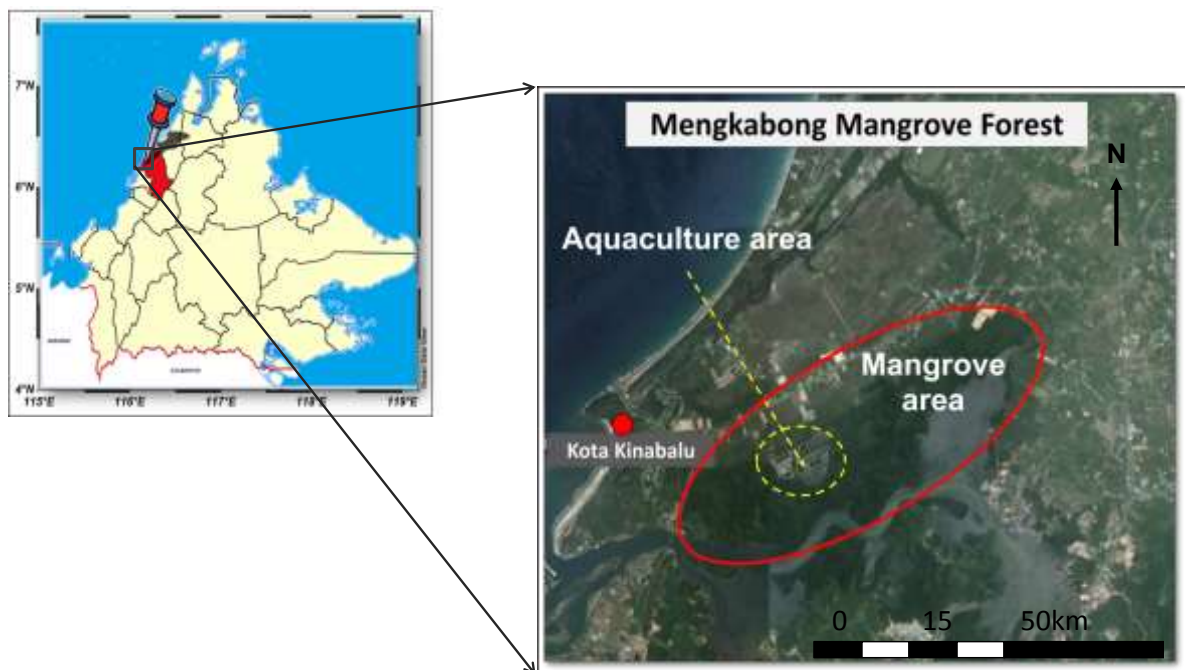 7°N
6°N
5°N
4°N
115°E
116°E
117°E
118°E
119°E
Mengkabong Mangrove Forest
N
Aquaculture area
Mangrove
area
Kota Kinabalu
0 15 50km